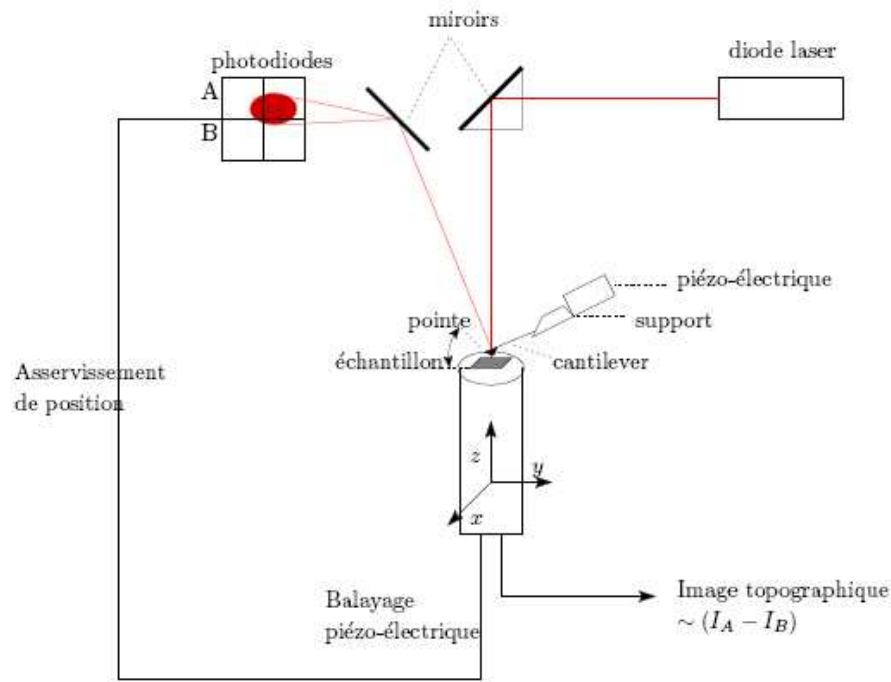 miroirs
photodiodes
diode laser
A
B
piézo-électrique
pointe
support
échantillon
cantilever
Asservissement
de position
z
y
x
Balayage
piézo-électrique
Image topographique
∼ (I_A − I_B)